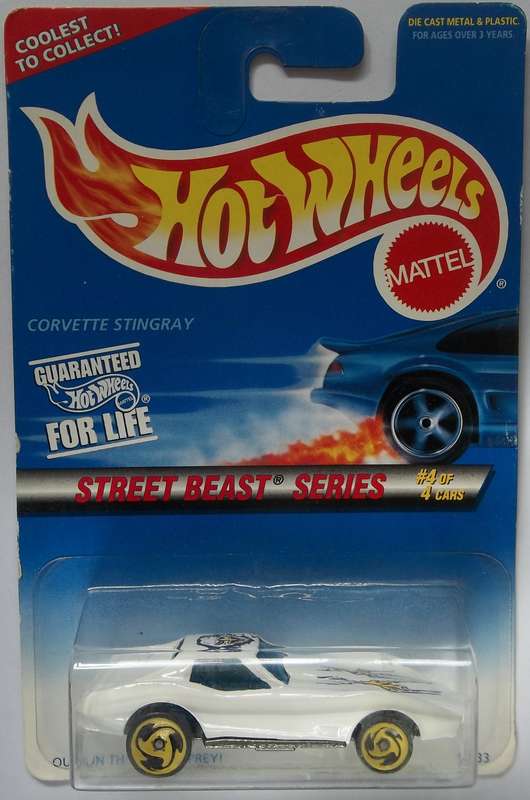 COOLEST
TO COLLECT!
DIE CAST METAL & PLASTIC.
FOR AGES OVER 3 YEARS.
HOT WHEELS
MATTEL
®
CORVETTE STINGRAY
GUARANTEED
HOT WHEELS ®
FOR LIFE
STREET BEAST® SERIES
#4 OF
4 CARS
PREY!